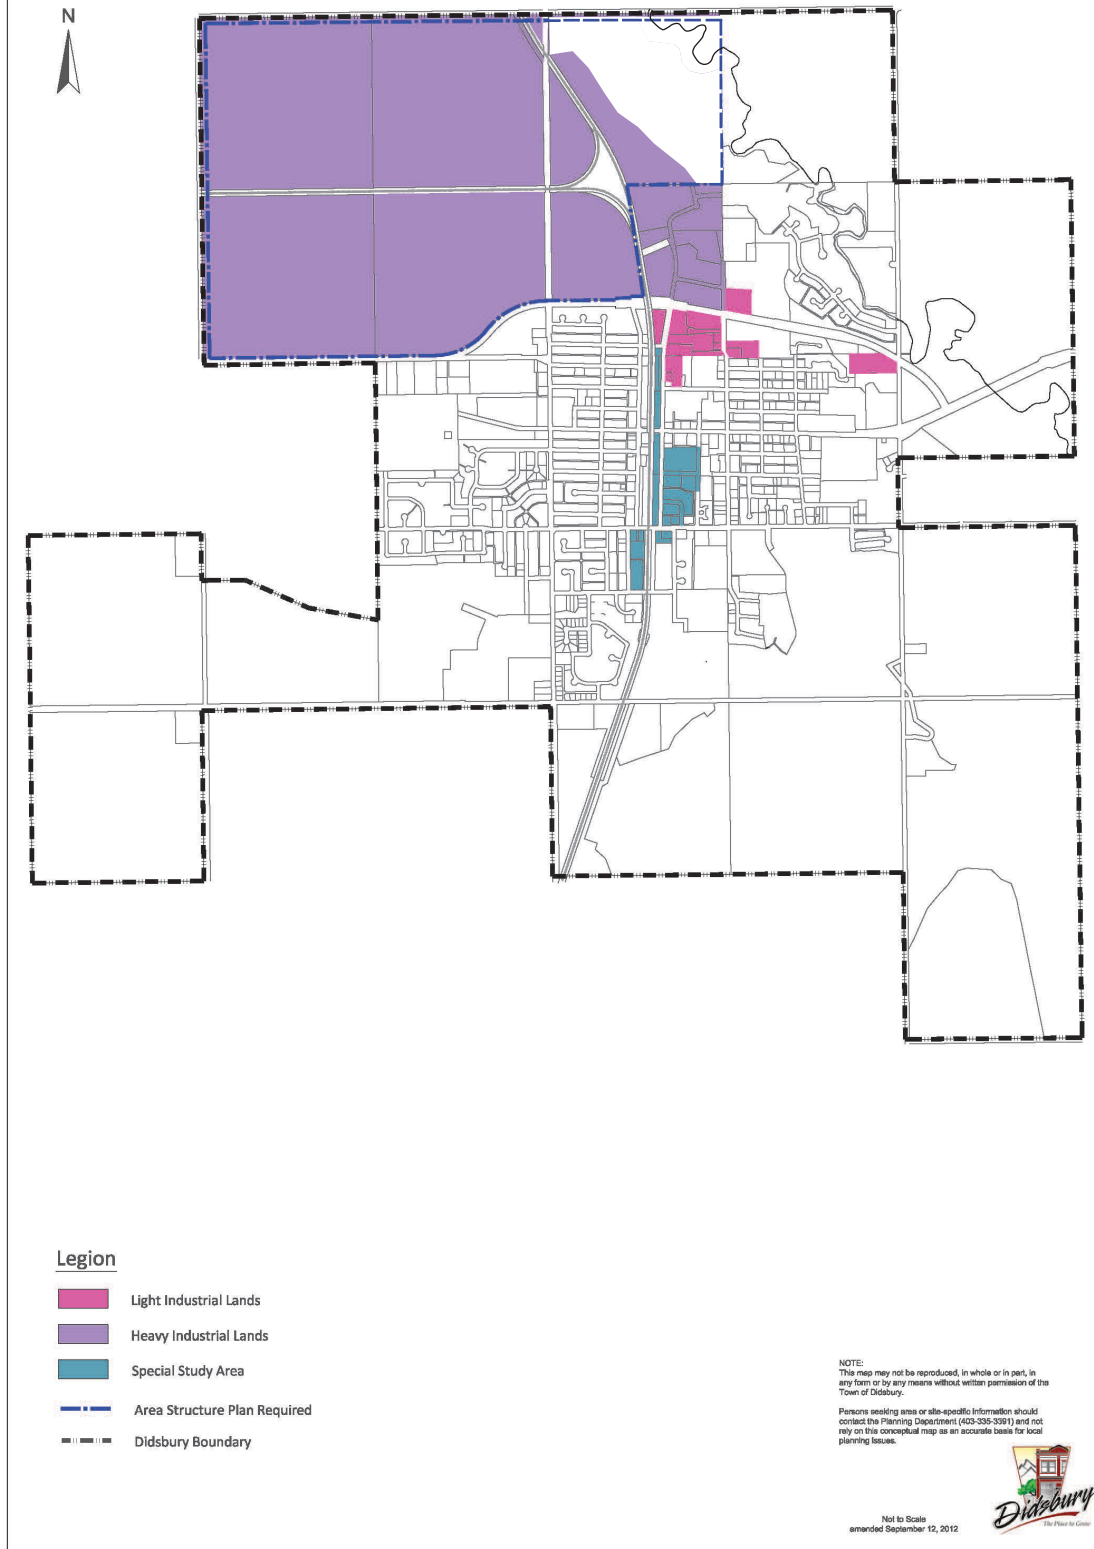 N
Legion
Light Industrial Lands
Heavy Industrial Lands
Special Study Area
Area Structure Plan Required
Didsbury Boundary
NOTE:
This map may not be reproduced, in whole or in part, in
any form or by any means without written permission of the
Town of Didsbury.
Persons seeking area or site-specific information should
contact the Planning Department (403-335-3391) and not
rely on this conceptual map as an accurate basis for local
planning issues.
Didsbury
The Place to Grow
Not to Scale
amended September 12, 2012